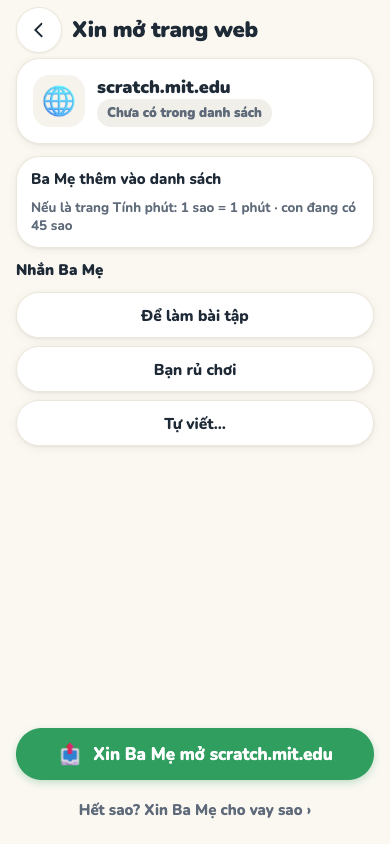 Xin mở trang web
scratch.mit.edu
Chưa có trong danh sách
Ba Mẹ thêm vào danh sách
Nếu là trang Tính phút: 1 sao = 1 phút · con đang có
45 sao
Nhắn Ba Mẹ
Để làm bài tập
Bạn rủ chơi
Tự viết...
Xin Ba Mẹ mở scratch.mit.edu
Hết sao? Xin Ba Mẹ cho vay sao ›